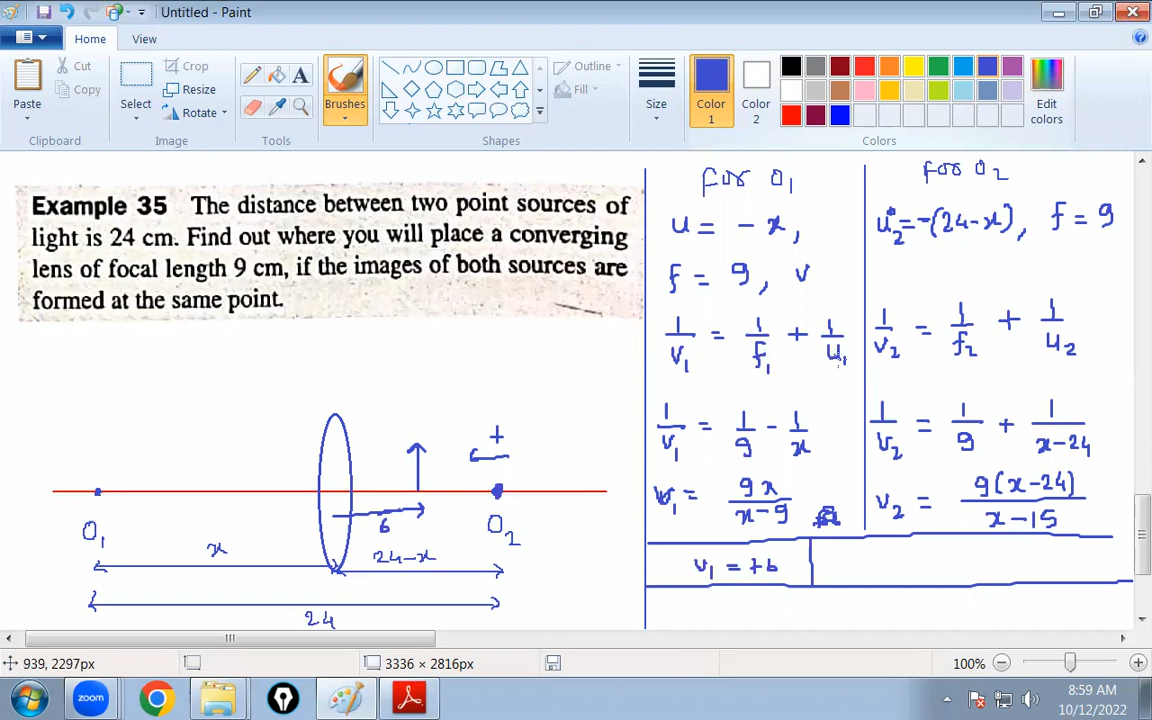 Untitled - Paint
Home View
Paste
Cut
Copy
Clipboard
Select
Crop
Resize
Rotate
Image
A
Tools
Brushes
Outline
Fill
Shapes
Size
Color 1
Color 2
Edit colors
Colors
Example 35 The distance between two point sources of
light is 24 cm. Find out where you will place a converging
lens of focal length 9 cm, if the images of both sources are
formed at the same point.
+
6
O1
O2
x
24-x
24
for O1
u = - x,
f = 9, v
1/v1 = 1/f1 + 1/u1
1/v1 = 1/9 - 1/x
v1 = 9x/x-9
v1 = +6
for O2
u2 = -(24-x), f = 9
1/v2 = 1/f2 + 1/u2
1/v2 = 1/9 + 1/x-24
v2 = 9(x-24)/x-15
939, 2297px
3336 × 2816px
100%
zoom
8:59 AM
10/12/2022